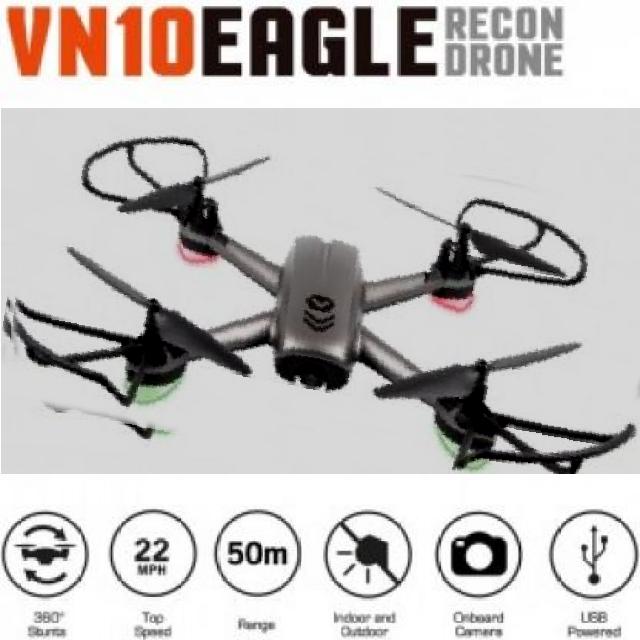 VN10EAGLE RECON
DRONE
22
MPH
50m
360°
Stunts
Top
Speed
Range
Indoor and
Outdoor
Onboard
Camera
USB
Powered